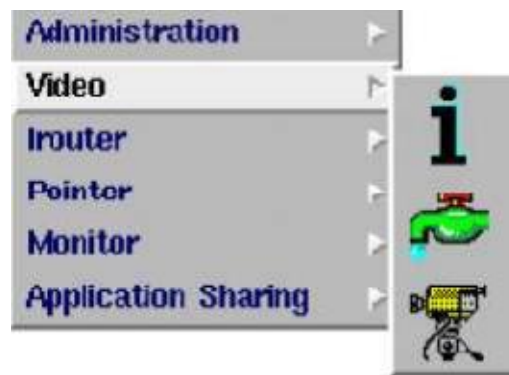 Administration
Video
Irouter
Pointer
Monitor
Application Sharing
i